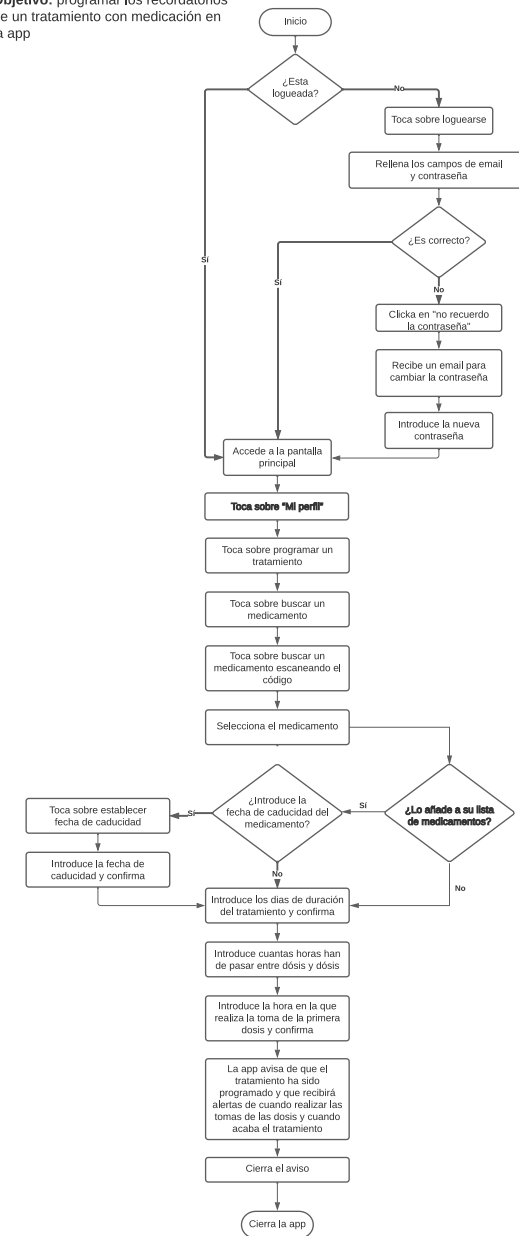 Objetivo: programar los recordatorios
de un tratamiento con medicación en
la app
Inicio
¿Esta
logueada?
No
Toca sobre loguearse
Rellena los campos de email
y contraseña
¿Es correcto?
Sí
Sí
No
Clicka en "no recuerdo
la contraseña"
Recibe un email para
cambiar la contraseña
Introduce la nueva
contraseña
Accede a la pantalla
principal
Toca sobre "Mi perfil"
Toca sobre programar un
tratamiento
Toca sobre buscar un
medicamento
Toca sobre buscar un
medicamento escaneando el
código
Selecciona el medicamento
¿Lo añade a su lista
de medicamentos?
Sí
¿Introduce la
fecha de caducidad del
medicamento?
Sí
Toca sobre establecer
fecha de caducidad
Introduce la fecha de
caducidad y confirma
No
No
Introduce los dias de duración
del tratamiento y confirma
Introduce cuantas horas han
de pasar entre dósis y dósis
Introduce la hora en la que
realiza la toma de la primera
dosis y confirma
La app avisa de que el
tratamiento ha sido
programado y que recibirá
alertas de cuando realizar las
tomas de las dosis y cuando
acaba el tratamiento
Cierra el aviso
Cierra la app